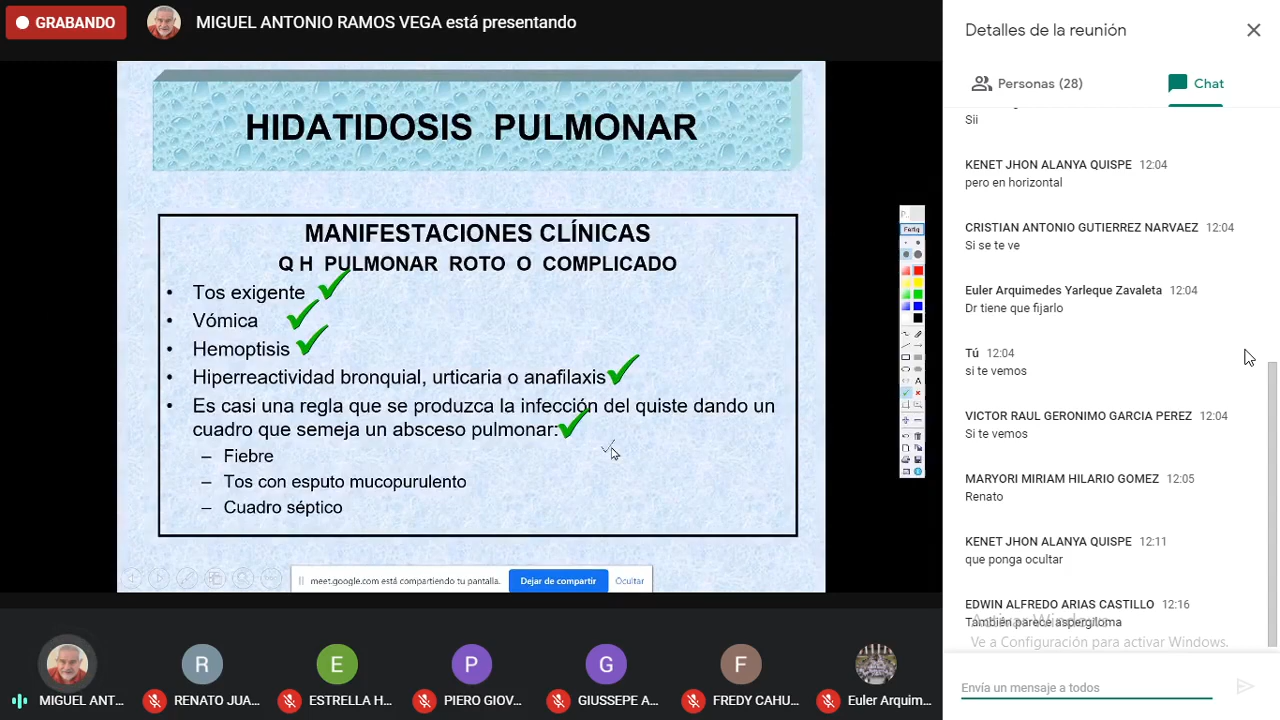 GRABANDO
MIGUEL ANTONIO RAMOS VEGA está presentando
HIDATIDOSIS PULMONAR
MANIFESTACIONES CLÍNICAS
Q H PULMONAR ROTO O COMPLICADO
• Tos exigente
• Vómica
• Hemoptisis
• Hiperreactividad bronquial, urticaria o anafilaxis
• Es casi una regla que se produzca la infección del quiste dando un
cuadro que semeja un absceso pulmonar:
– Fiebre
– Tos con esputo mucopurulento
– Cuadro séptico
meet.google.com está compartiendo tu pantalla.
Dejar de compartir
Ocultar
R
E
P
G
F
MIGUEL ANT...
RENATO JUA...
ESTRELLA H...
PIERO GIOV...
GIUSSEPE A...
FREDY CAHU...
Euler Arquim...
Detalles de la reunión
Personas (28)
Chat
Sii
KENET JHON ALANYA QUISPE 12:04
pero en horizontal
CRISTIAN ANTONIO GUTIERREZ NARVAEZ 12:04
Si se te ve
Euler Arquimedes Yarleque Zavaleta 12:04
Dr tiene que fijarlo
Tú 12:04
si te vemos
VICTOR RAUL GERONIMO GARCIA PEREZ 12:04
Si te vemos
MARYORI MIRIAM HILARIO GOMEZ 12:05
Renato
KENET JHON ALANYA QUISPE 12:11
que ponga ocultar
EDWIN ALFREDO ARIAS CASTILLO 12:16
También parece aspergiloma
Activar Windows
Ve a Configuración para activar Windows.
Envía un mensaje a todos